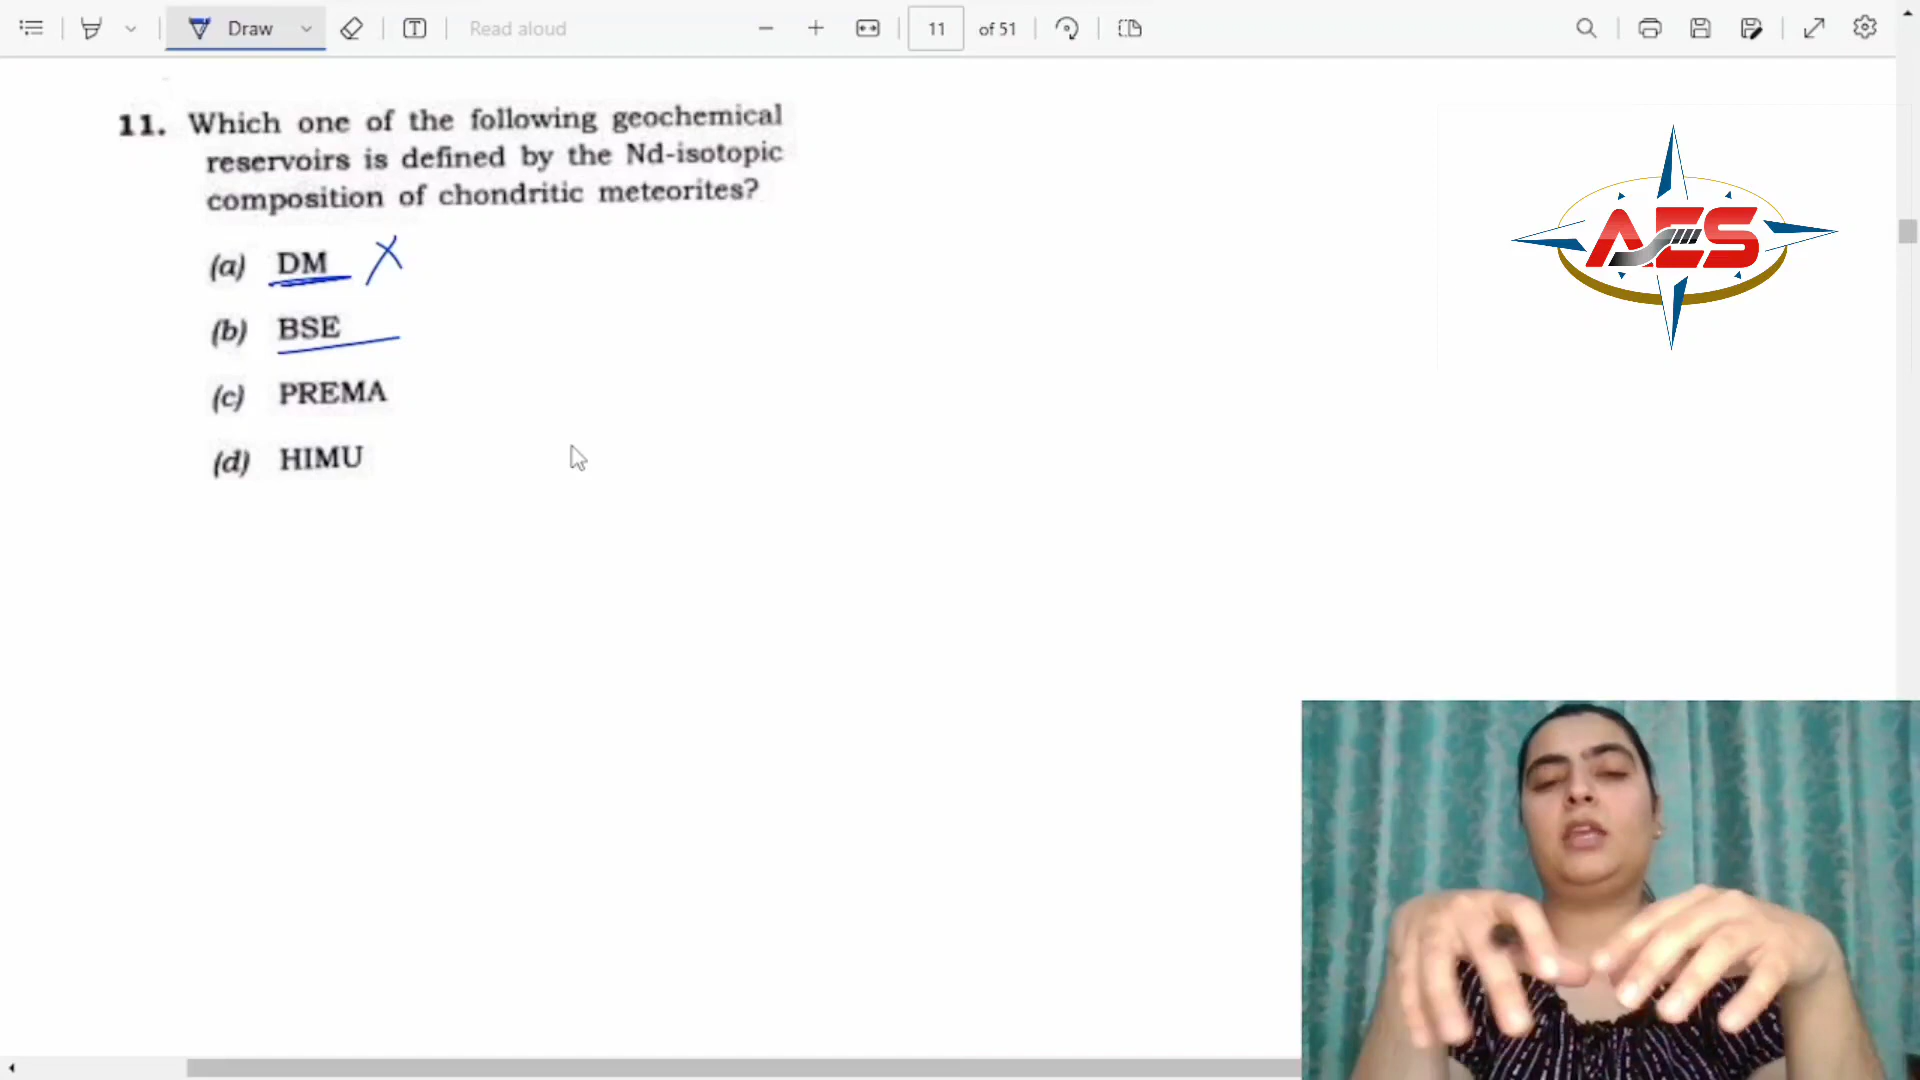 Draw
Read aloud
11
of 51
11. Which one of the following geochemical
reservoirs is defined by the Nd-isotopic
composition of chondritic meteorites?
(a) DM X
(b) BSE
(c) PREMA
(d) HIMU
AES